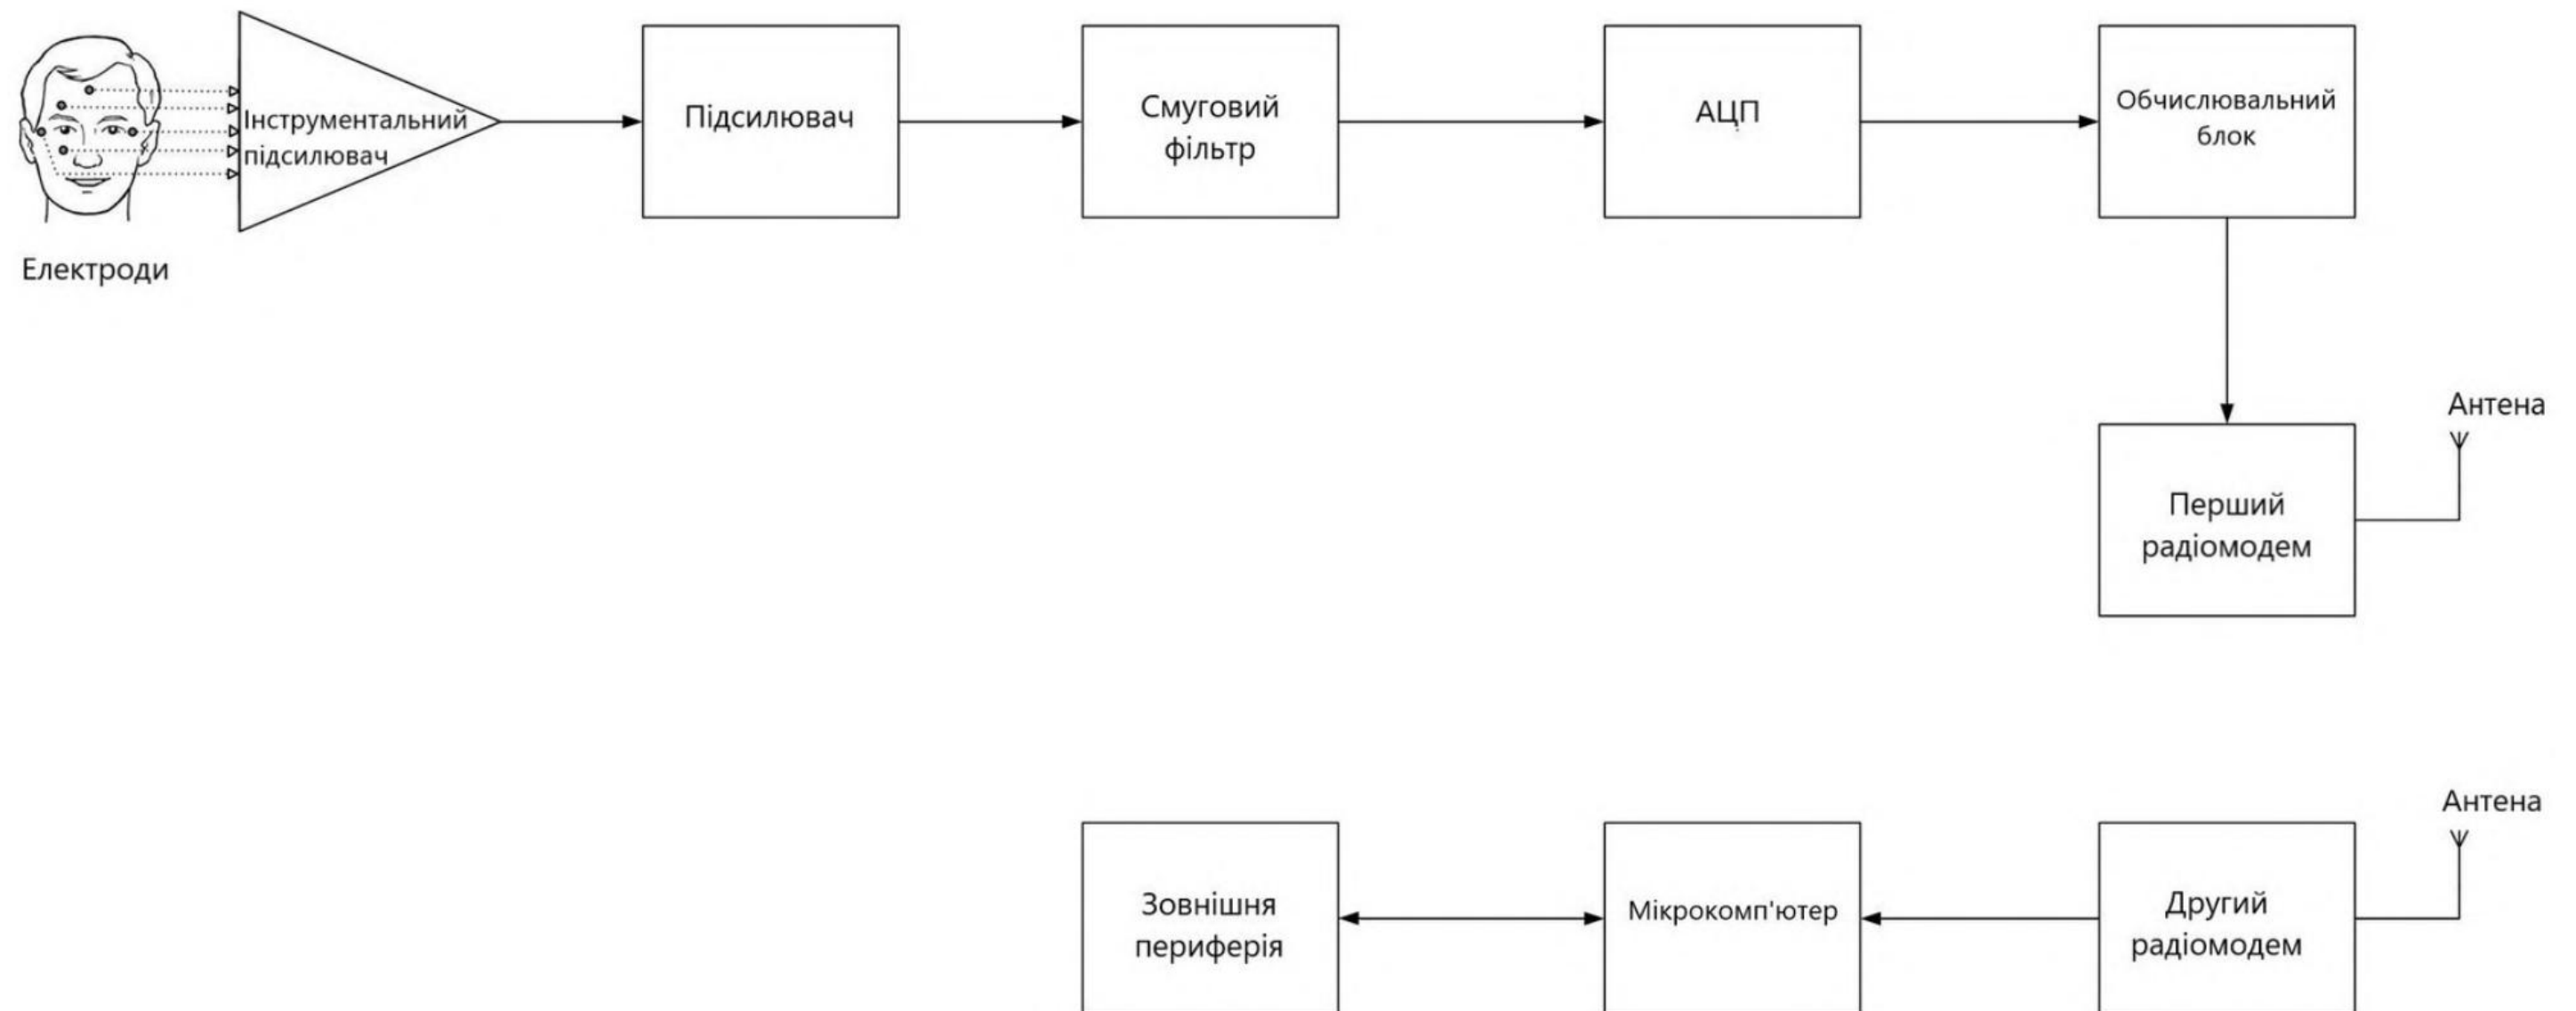 Інструментальний
підсилювач
Підсилювач
Смуговий
фільтр
АЦП
Обчислювальний
блок
Електроди
Антена
Перший
радіомодем
Антена
Зовнішня
периферія
Мікрокомп'ютер
Другий
радіомодем